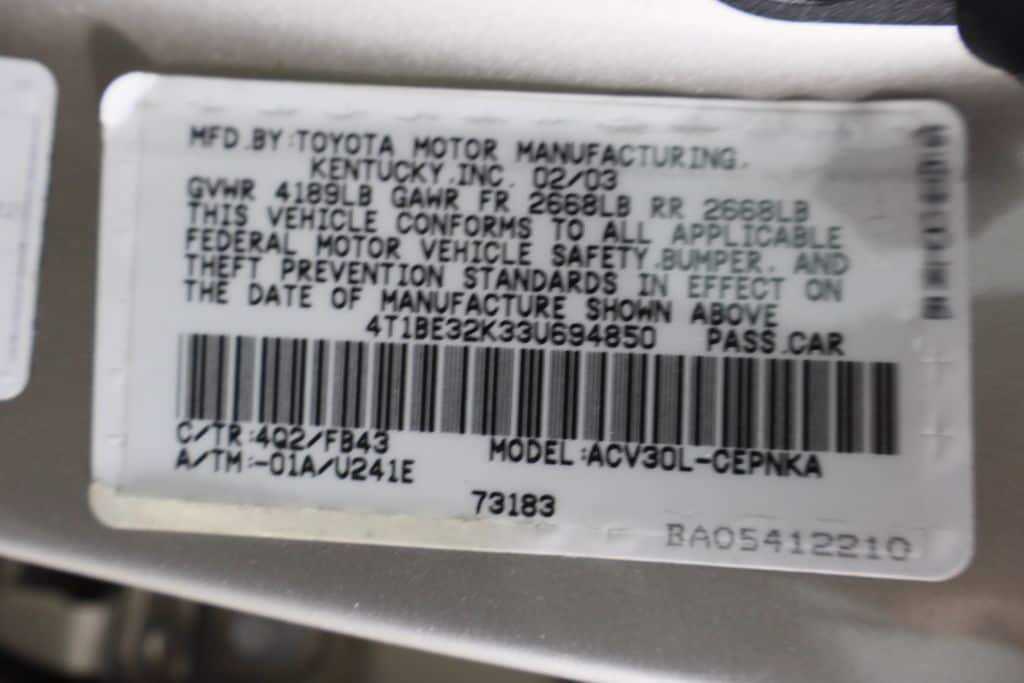 MFD.BY:TOYOTA MOTOR MANUFACTURING.
KENTUCKY.INC. 02/03
GVWR 4189LB GAWR FR 2668LB RR 2668LB
THIS VEHICLE CONFORMS TO ALL APPLICABLE
FEDERAL MOTOR VEHICLE SAFETY.BUMPER. AND
THEFT PREVENTION STANDARDS IN EFFECT ON
THE DATE OF MANUFACTURE SHOWN ABOVE
4T1BE32K33U694850 PASS.CAR
C/TR:4Q2/FB43
MODEL:ACV30L-CEPNKA
A/TM:-01A/U241E
73183
BA05412210